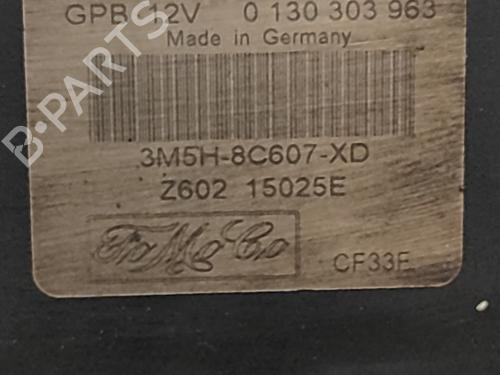 GPB 12V 0 130 303 963
Made in Germany
3M5H-8C607-XD
Z602 15025E
FoMoCo
CF33E
B-PARTS